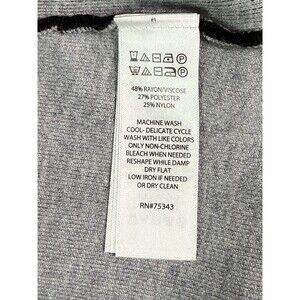 48% RAYON/VISCOSE
27% POLYESTER
25% NYLON
MACHINE WASH
COOL- DELICATE CYCLE
WASH WITH LIKE COLORS
ONLY NON-CHLORINE
BLEACH WHEN NEEDED
RESHAPE WHILE DAMP
DRY FLAT
LOW IRON IF NEEDED
OR DRY CLEAN
RN#75343